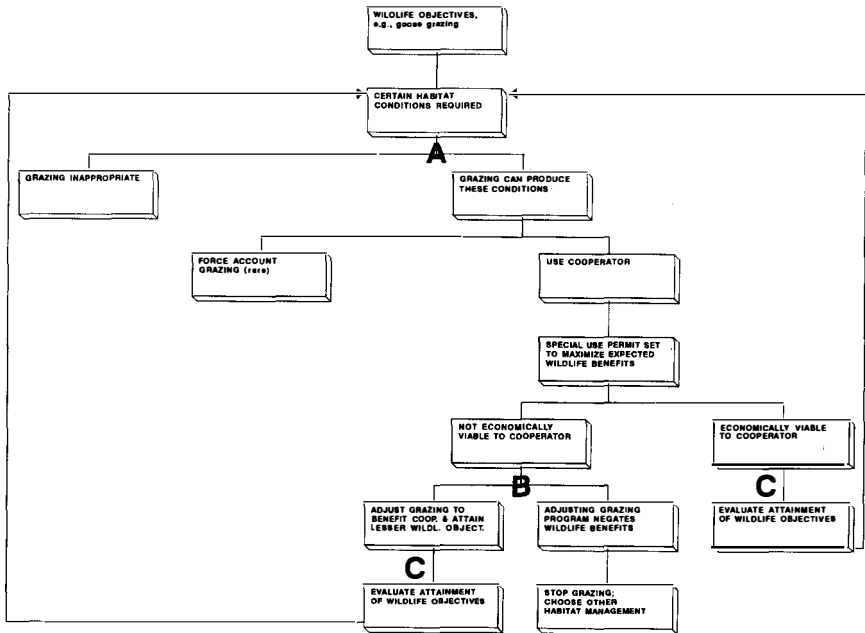 WILDLIFE OBJECTIVES,
e.g., goose grazing
CERTAIN HABITAT
CONDITIONS REQUIRED
A
GRAZING INAPPROPRIATE
GRAZING CAN PRODUCE
THESE CONDITIONS
FORCE ACCOUNT
GRAZING (rare)
USE COOPERATOR
SPECIAL USE PERMIT SET
TO MAXIMIZE EXPECTED
WILDLIFE BENEFITS
NOT ECONOMICALLY
VIABLE TO COOPERATOR
ECONOMICALLY VIABLE
TO COOPERATOR
B
C
ADJUST GRAZING TO
BENEFIT COOP. & ATTAIN
LESSER WILDL. OBJECT.
ADJUSTING GRAZING
PROGRAM NEGATES
WILDLIFE BENEFITS
EVALUATE ATTAINMENT
OF WILDLIFE OBJECTIVES
C
EVALUATE ATTAINMENT
OF WILDLIFE OBJECTIVES
STOP GRAZING;
CHOOSE OTHER
HABITAT MANAGEMENT